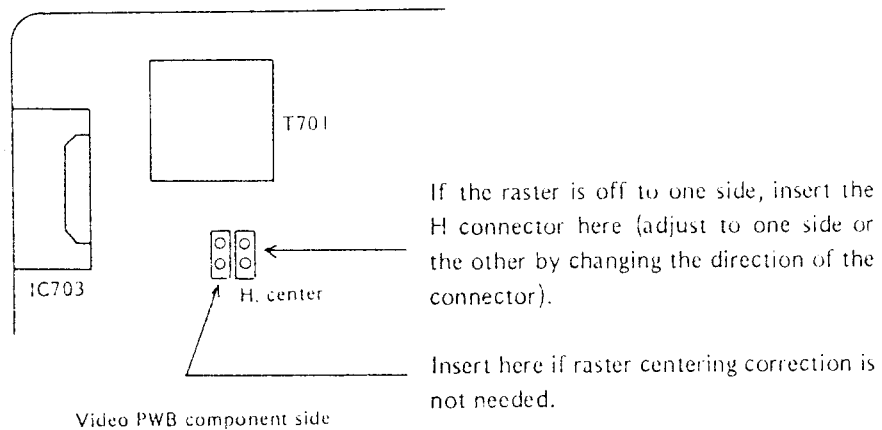 T701
If the raster is off to one side, insert the
H connector here (adjust to one side or
the other by changing the direction of the
connector).
IC703
H. center
Insert here if raster centering correction is
not needed.
Video PWB component side